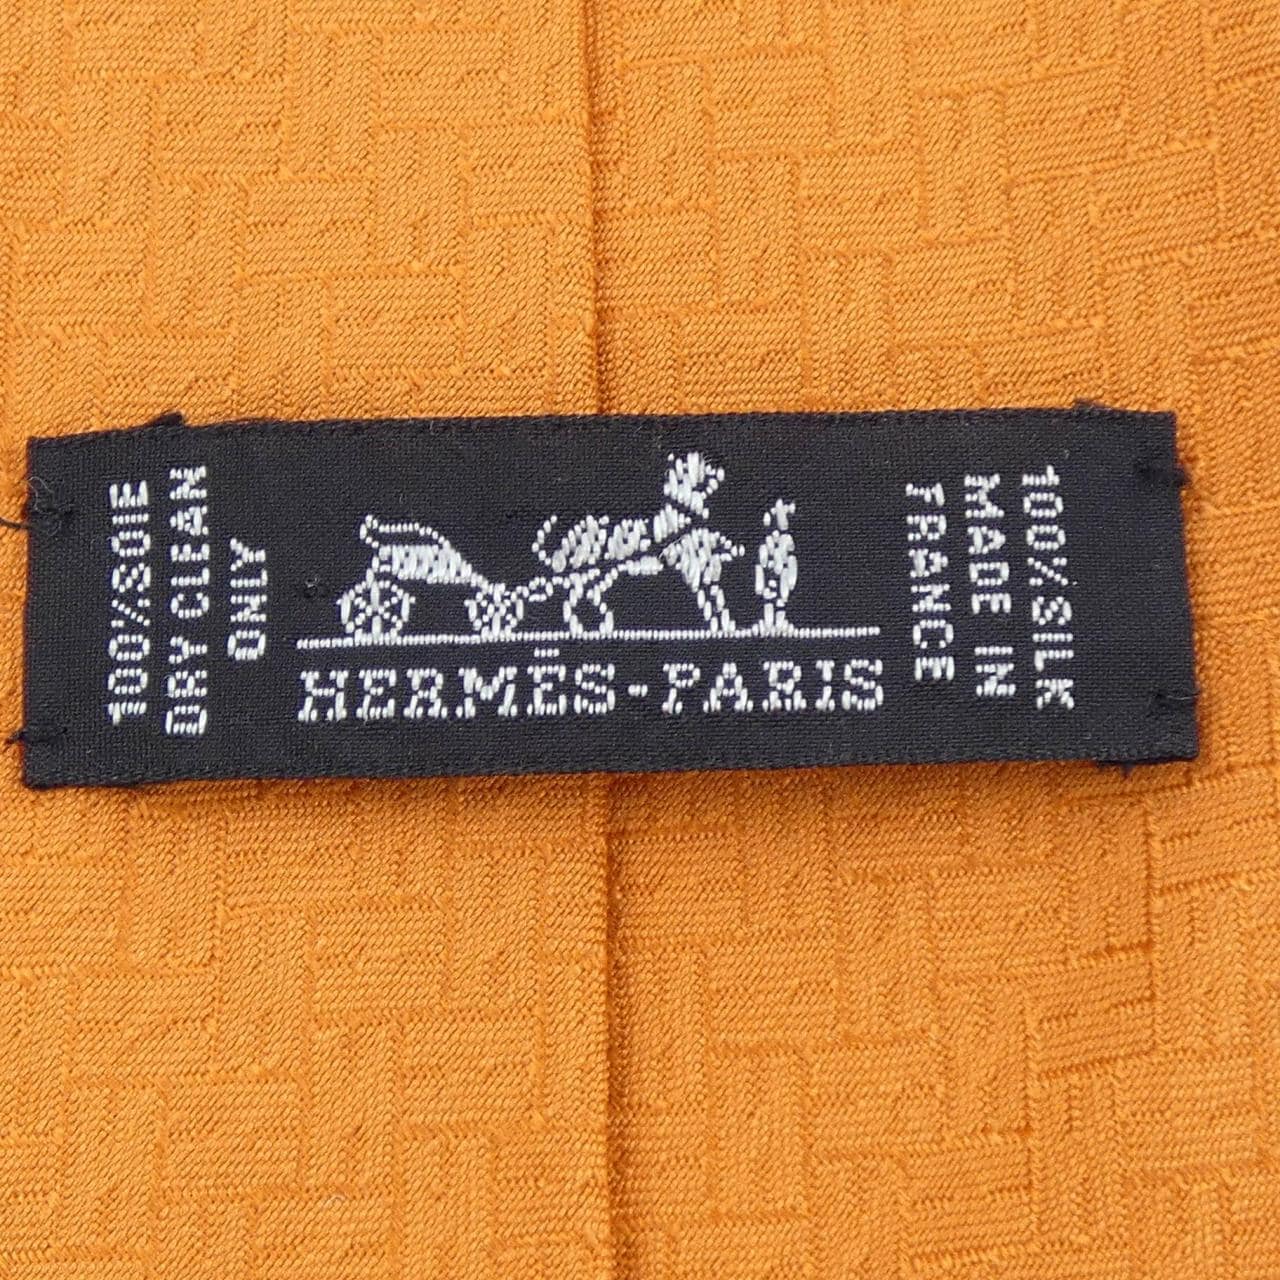 100%SOIE
DRY CLEAN
ONLY
HERMÈS-PARIS
100%SILK
MADE IN
FRANCE